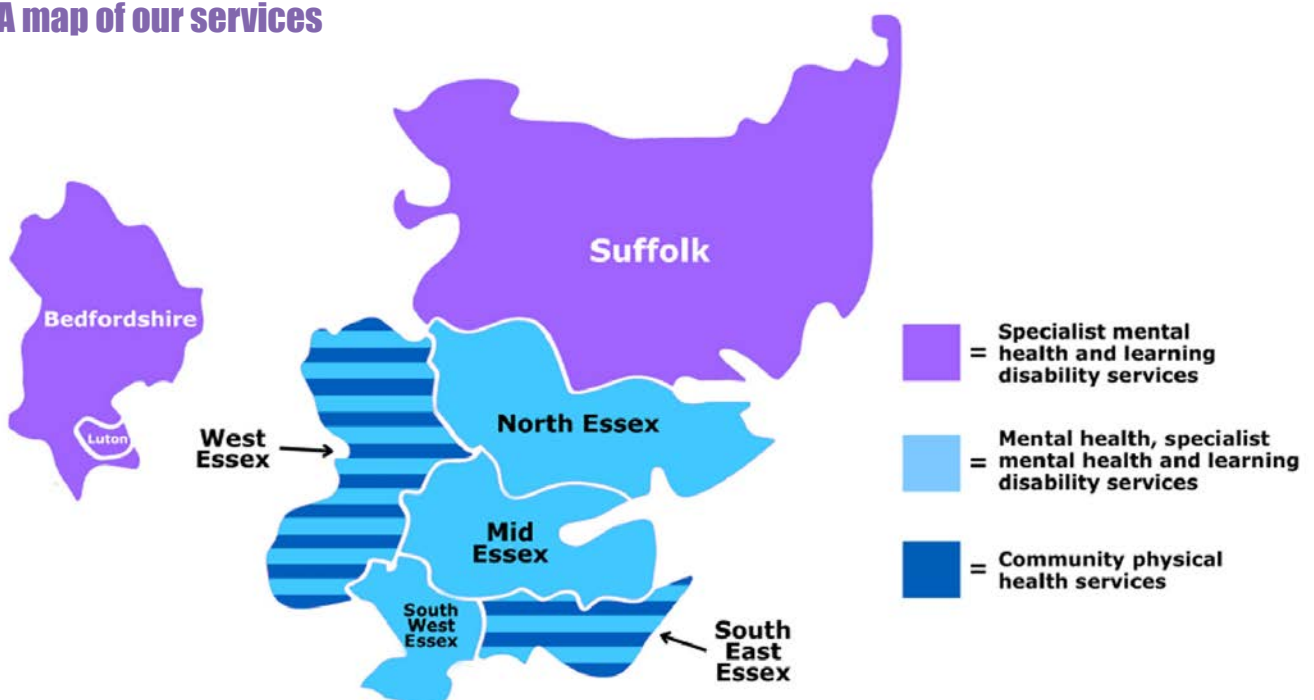 A map of our services
Suffolk
Bedfordshire
Luton
West
Essex
North Essex
Mid
Essex
South
West
Essex
South
East
Essex
= Specialist mental
health and learning
disability services
= Mental health, specialist
mental health and learning
disability services
= Community physical
health services